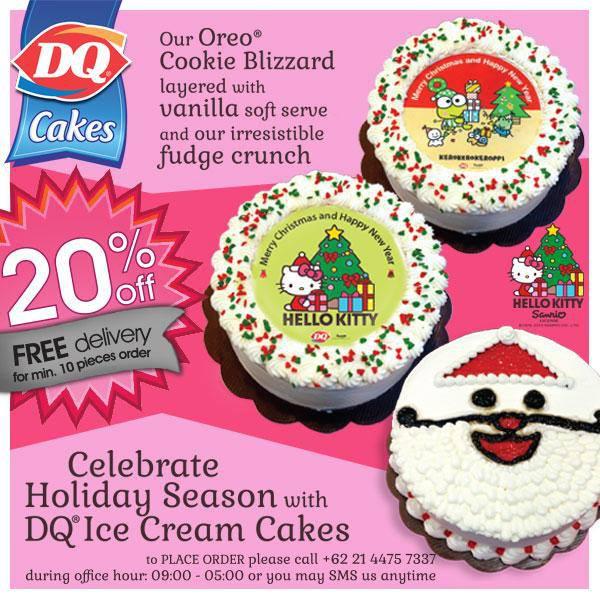 DQ®
Cakes
Our Oreo®
Cookie Blizzard
layered with
vanilla soft serve
and our irresistible
fudge crunch
Merry Christmas and Happy New Year
KEROKEROKEROPPI
DQ
20%
off
FREE delivery
for min. 10 pieces order
Merry Christmas and Happy New Year
HELLO KITTY
DQ
HELLO KITTY
Sanrio
LICENSE
Celebrate
Holiday Season with
DQ® Ice Cream Cakes
to PLACE ORDER please call +62 21 4475 7337
during office hour: 09:00 - 05:00 or you may SMS us anytime